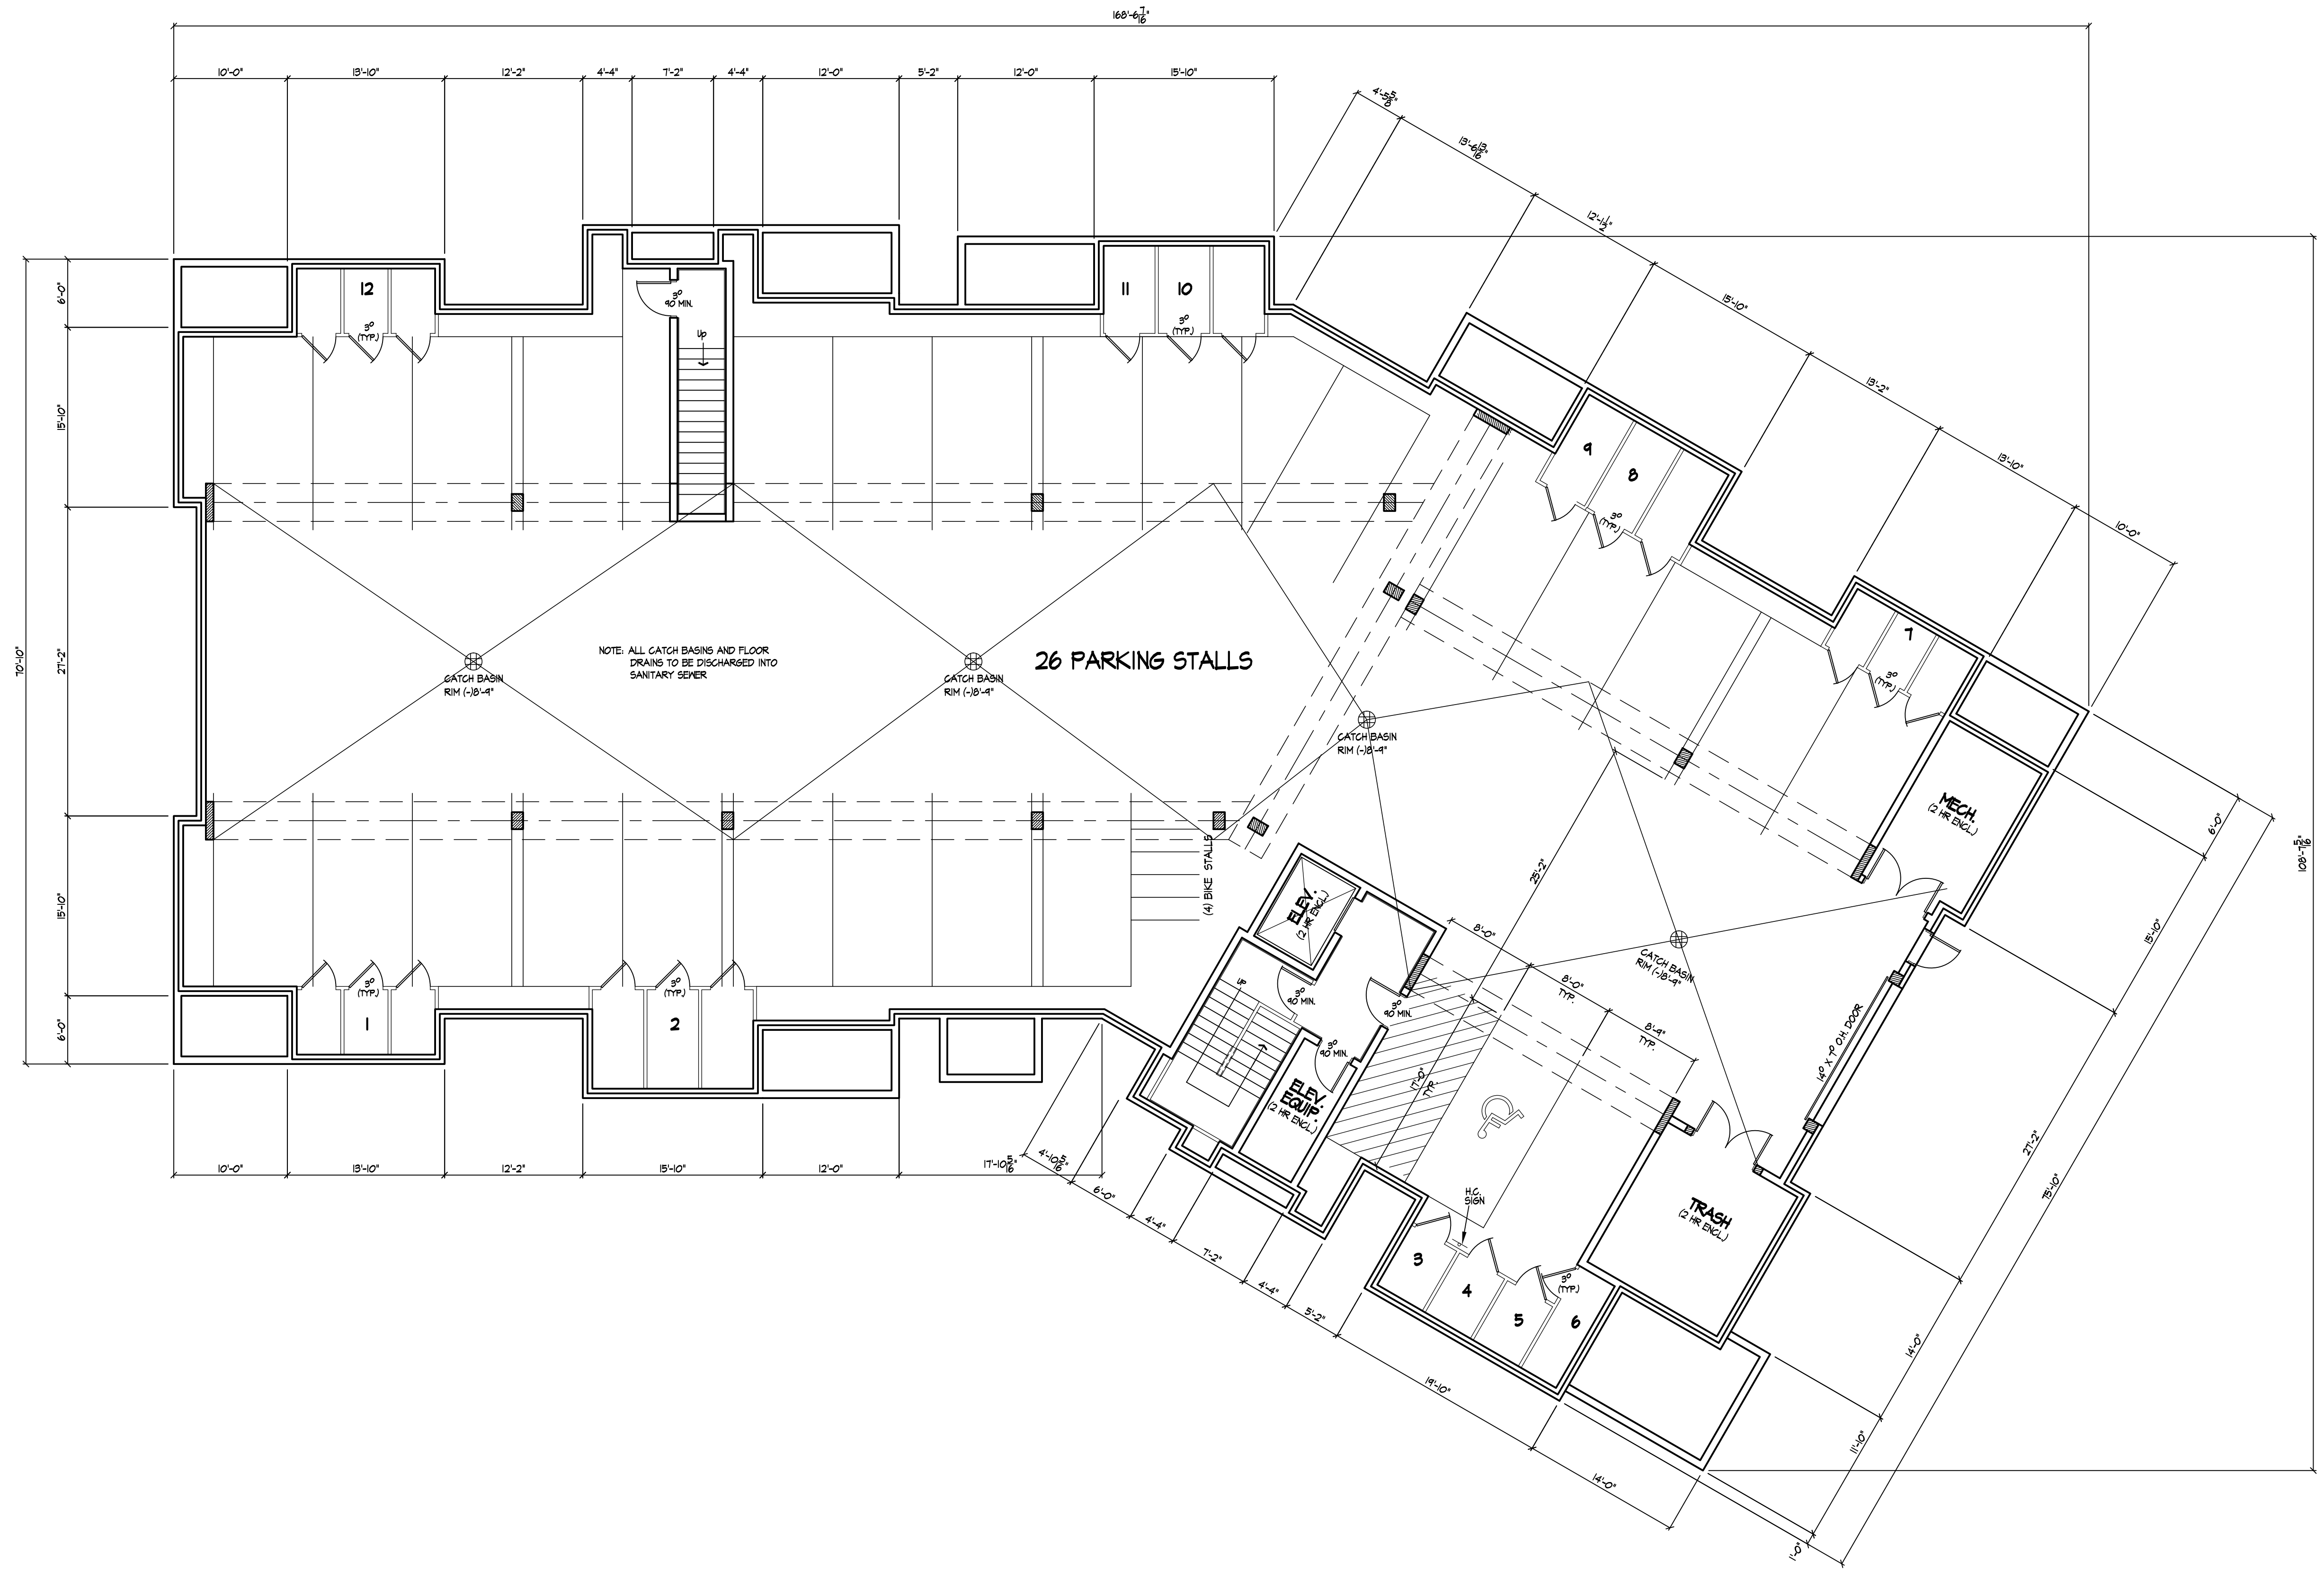 168'-6 7/16"
10'-0"
13'-10"
12'-2"
4'-4"
7'-2"
4'-4"
12'-0"
5'-2"
12'-0"
15'-10"
4'-5 5/8"
13'-6 13/16"
12'-1 1/2"
15'-10"
13'-2"
13'-10"
10'-0"
70'-10"
6'-0"
15'-10"
27'-2"
15'-10"
6'-0"
12
3⁰
(TYP.)
3⁰
90 MIN.
Up
11
10
3⁰
(TYP.)
9
8
3⁰
(TYP.)
7
3⁰
(TYP.)
NOTE: ALL CATCH BASINS AND FLOOR
DRAINS TO BE DISCHARGED INTO
SANITARY SEWER
26 PARKING STALLS
CATCH BASIN
RIM (-)8'-9"
CATCH BASIN
RIM (-)8'-9"
CATCH BASIN
RIM (-)8'-9"
CATCH BASIN
RIM (-)8'-9"
MECH.
(2 HR ENCL.)
(4) BIKE STALLS
ELEV.
(2 HR ENCL.)
UP
3⁰
90 MIN.
3⁰
90 MIN.
3⁰
90 MIN.
ELEV.
EQUIP.
(2 HR ENCL.)
25'-2"
8'-0"
8'-0"
TYP.
8'-9"
TYP.
17'-0"
TYP.
14⁰ X 7⁰ O.H. DOOR
H.C.
SIGN
TRASH
(2 HR ENCL.)
3⁰
(TYP.)
1
3⁰
(TYP.)
2
3
4
5
6
3⁰
(TYP.)
10'-0"
13'-10"
12'-2"
15'-10"
12'-0"
17'-10 5/16"
4'-10 5/16"
6'-0"
4'-4"
7'-2"
4'-4"
5'-2"
19'-10"
14'-0"
6'-0"
15'-10"
27'-2"
14'-0"
11'-10"
1'-0"
75'-10"
108'-7 5/16"